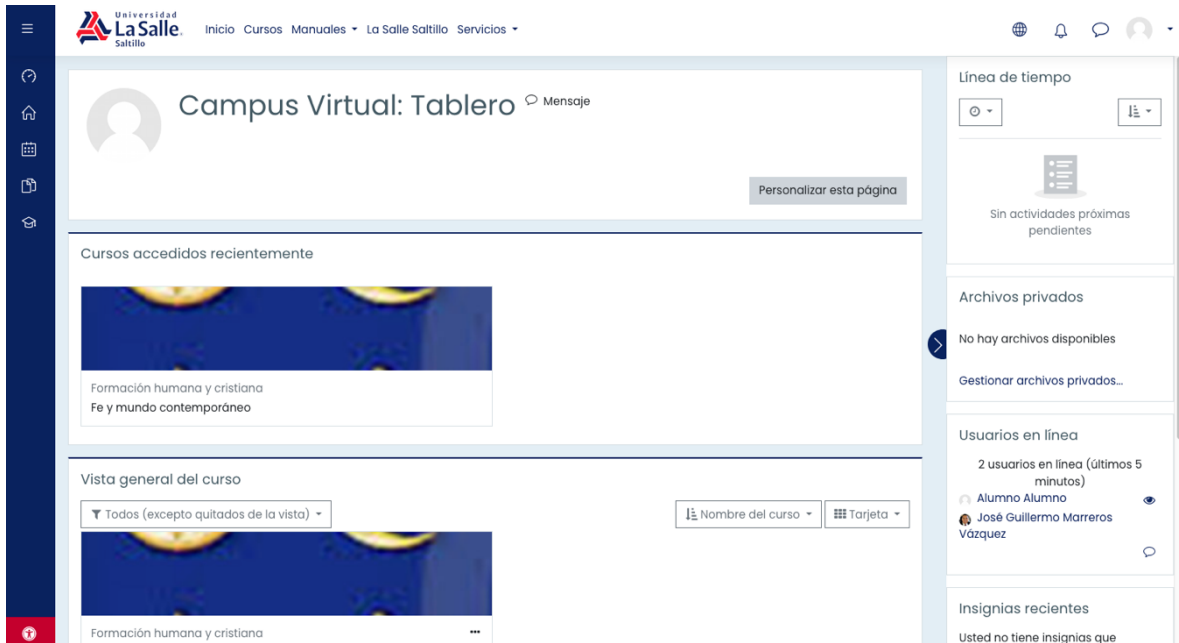 Universidad
La Salle
Saltillo
Inicio Cursos Manuales La Salle Saltillo Servicios
Campus Virtual: Tablero Mensaje
Personalizar esta página
Cursos accedidos recientemente
Formación humana y cristiana
Fe y mundo contemporáneo
Vista general del curso
Todos (excepto quitados de la vista)
Nombre del curso
Tarjeta
Formación humana y cristiana
Línea de tiempo
Sin actividades próximas
pendientes
Archivos privados
No hay archivos disponibles
Gestionar archivos privados...
Usuarios en línea
2 usuarios en línea (últimos 5
minutos)
Alumno Alumno
José Guillermo Marreros
Vázquez
Insignias recientes
Usted no tiene insignias que